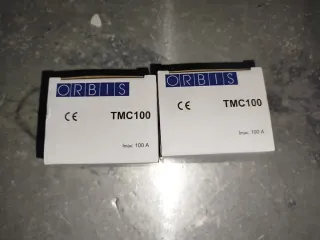 ORBIS
CE TMC100
Imax. 100 A
ORBIS
CE TMC100
Imax. 100 A